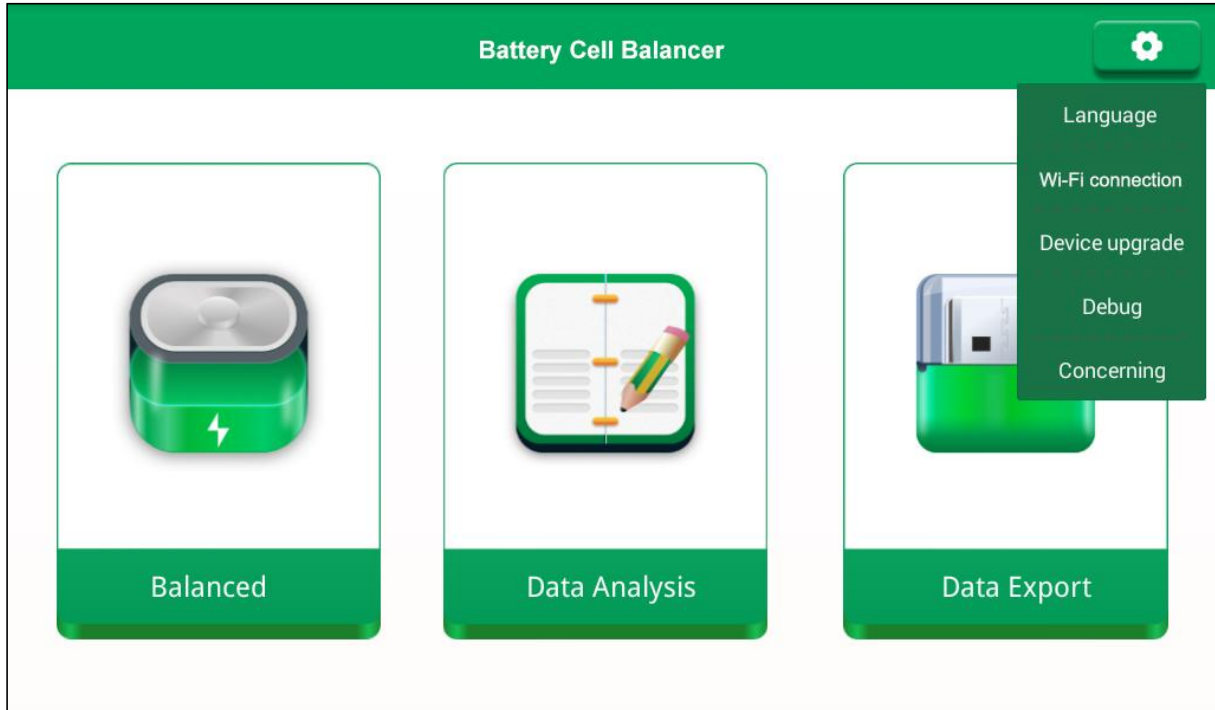 Battery Cell Balancer
Language
Wi-Fi connection
Device upgrade
Debug
Concerning
Balanced
Data Analysis
Data Export